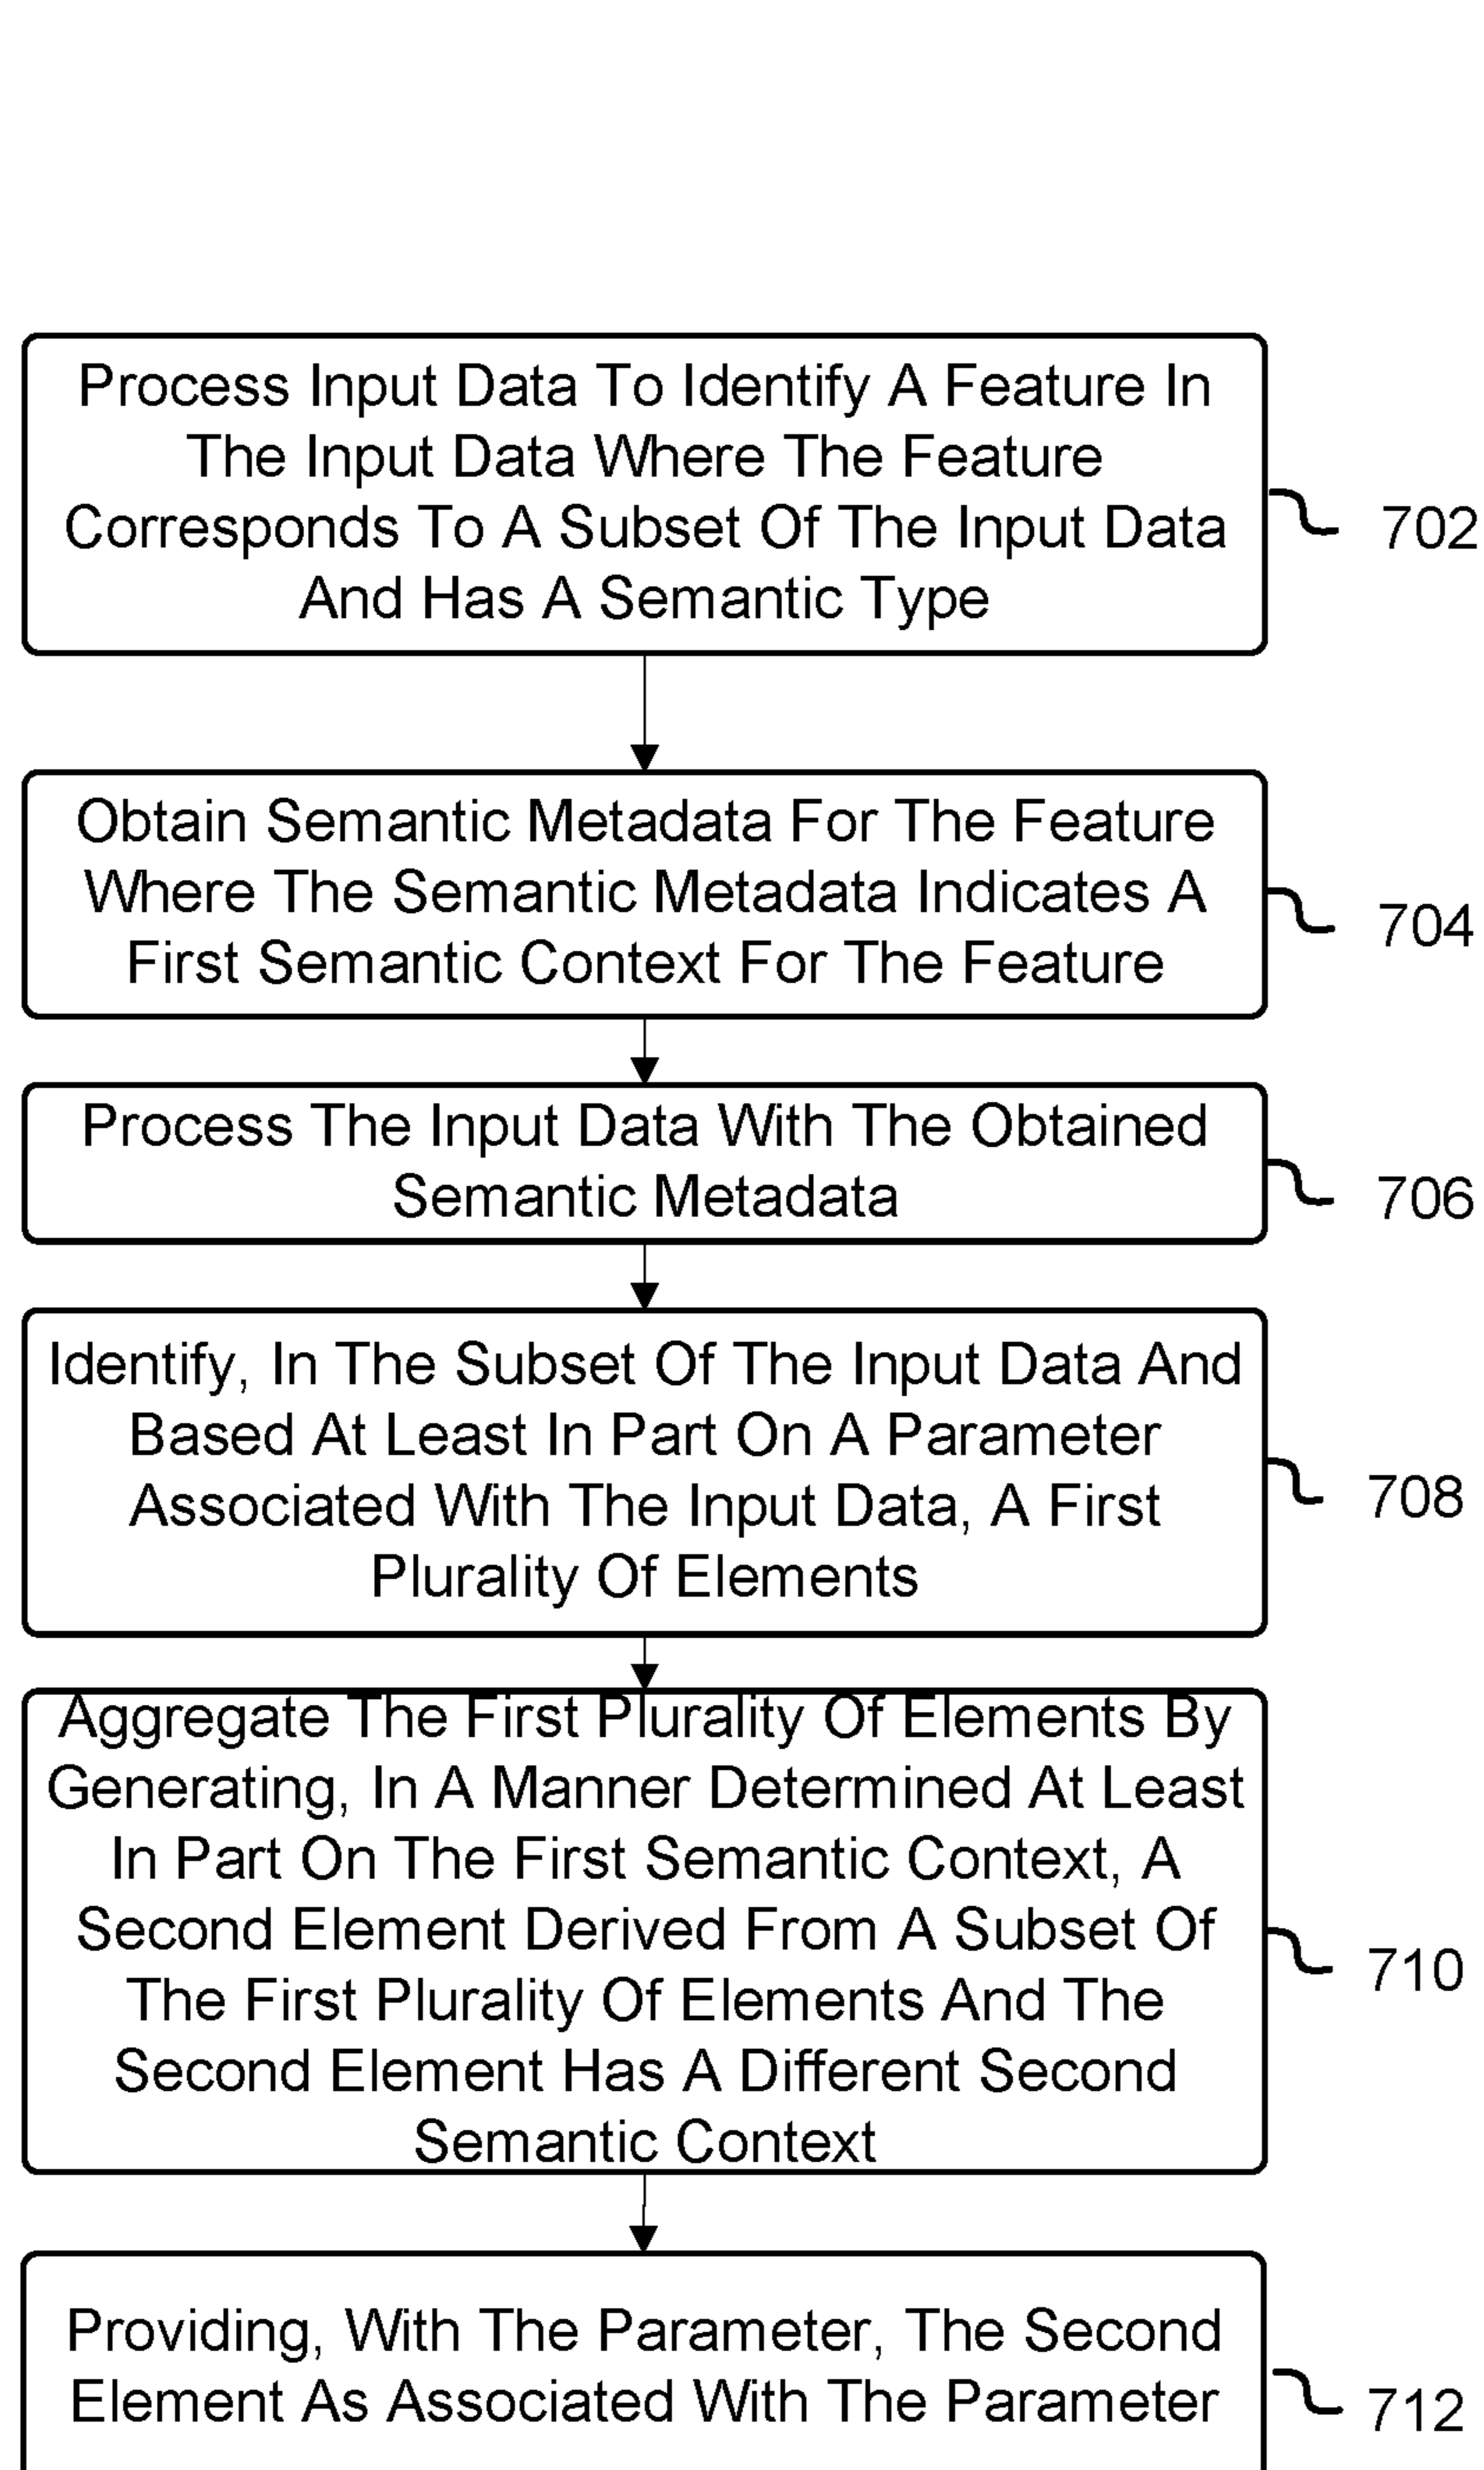 Process Input Data To Identify A Feature In
The Input Data Where The Feature
Corresponds To A Subset Of The Input Data
And Has A Semantic Type
702
Obtain Semantic Metadata For The Feature
Where The Semantic Metadata Indicates A
First Semantic Context For The Feature
704
Process The Input Data With The Obtained
Semantic Metadata
706
Identify, In The Subset Of The Input Data And
Based At Least In Part On A Parameter
Associated With The Input Data, A First
Plurality Of Elements
708
Aggregate The First Plurality Of Elements By
Generating, In A Manner Determined At Least
In Part On The First Semantic Context, A
Second Element Derived From A Subset Of
The First Plurality Of Elements And The
Second Element Has A Different Second
Semantic Context
710
Providing, With The Parameter, The Second
Element As Associated With The Parameter
712